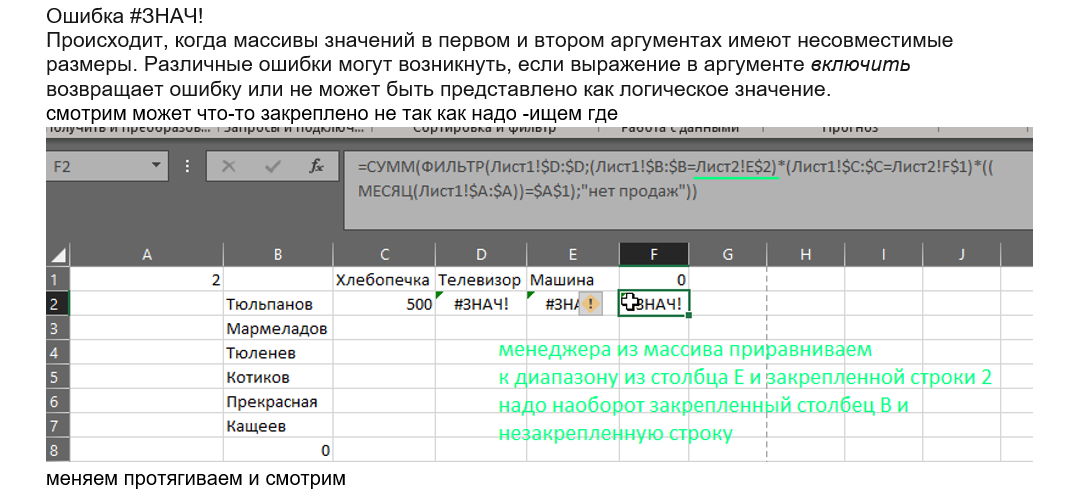 Ошибка #ЗНАЧ!
Происходит, когда массивы значений в первом и втором аргументах имеют несовместимые
размеры. Различные ошибки могут возникнуть, если выражение в аргументе включить
возвращает ошибку или не может быть представлено как логическое значение.
смотрим может что-то закреплено не так как надо -ищем где
Получить и преобразов... Запросы и подключ... Сортировка и фильтр Работа с данными Прогноз
F2 fx =СУММ(ФИЛЬТР(Лист1!$D:$D;(Лист1!$B:$B=Лист2!E$2)*(Лист1!$C:$C=Лист2!F$1)*((
МЕСЯЦ(Лист1!$A:$A))=$A$1);"нет продаж"))
A B C D E F G H I J
1 2 Хлебопечка Телевизор Машина 0
2 Тюльпанов 500 #ЗНАЧ! #ЗНА ! ЗНАЧ!
3 Мармеладов
4 Тюленев менеджера из массива приравниваем
5 Котиков к диапазону из столбца Е и закрепленной строки 2
6 Прекрасная надо наоборот закрепленный столбец В и
7 Кащеев незакрепленную строку
8 0
меняем протягиваем и смотрим